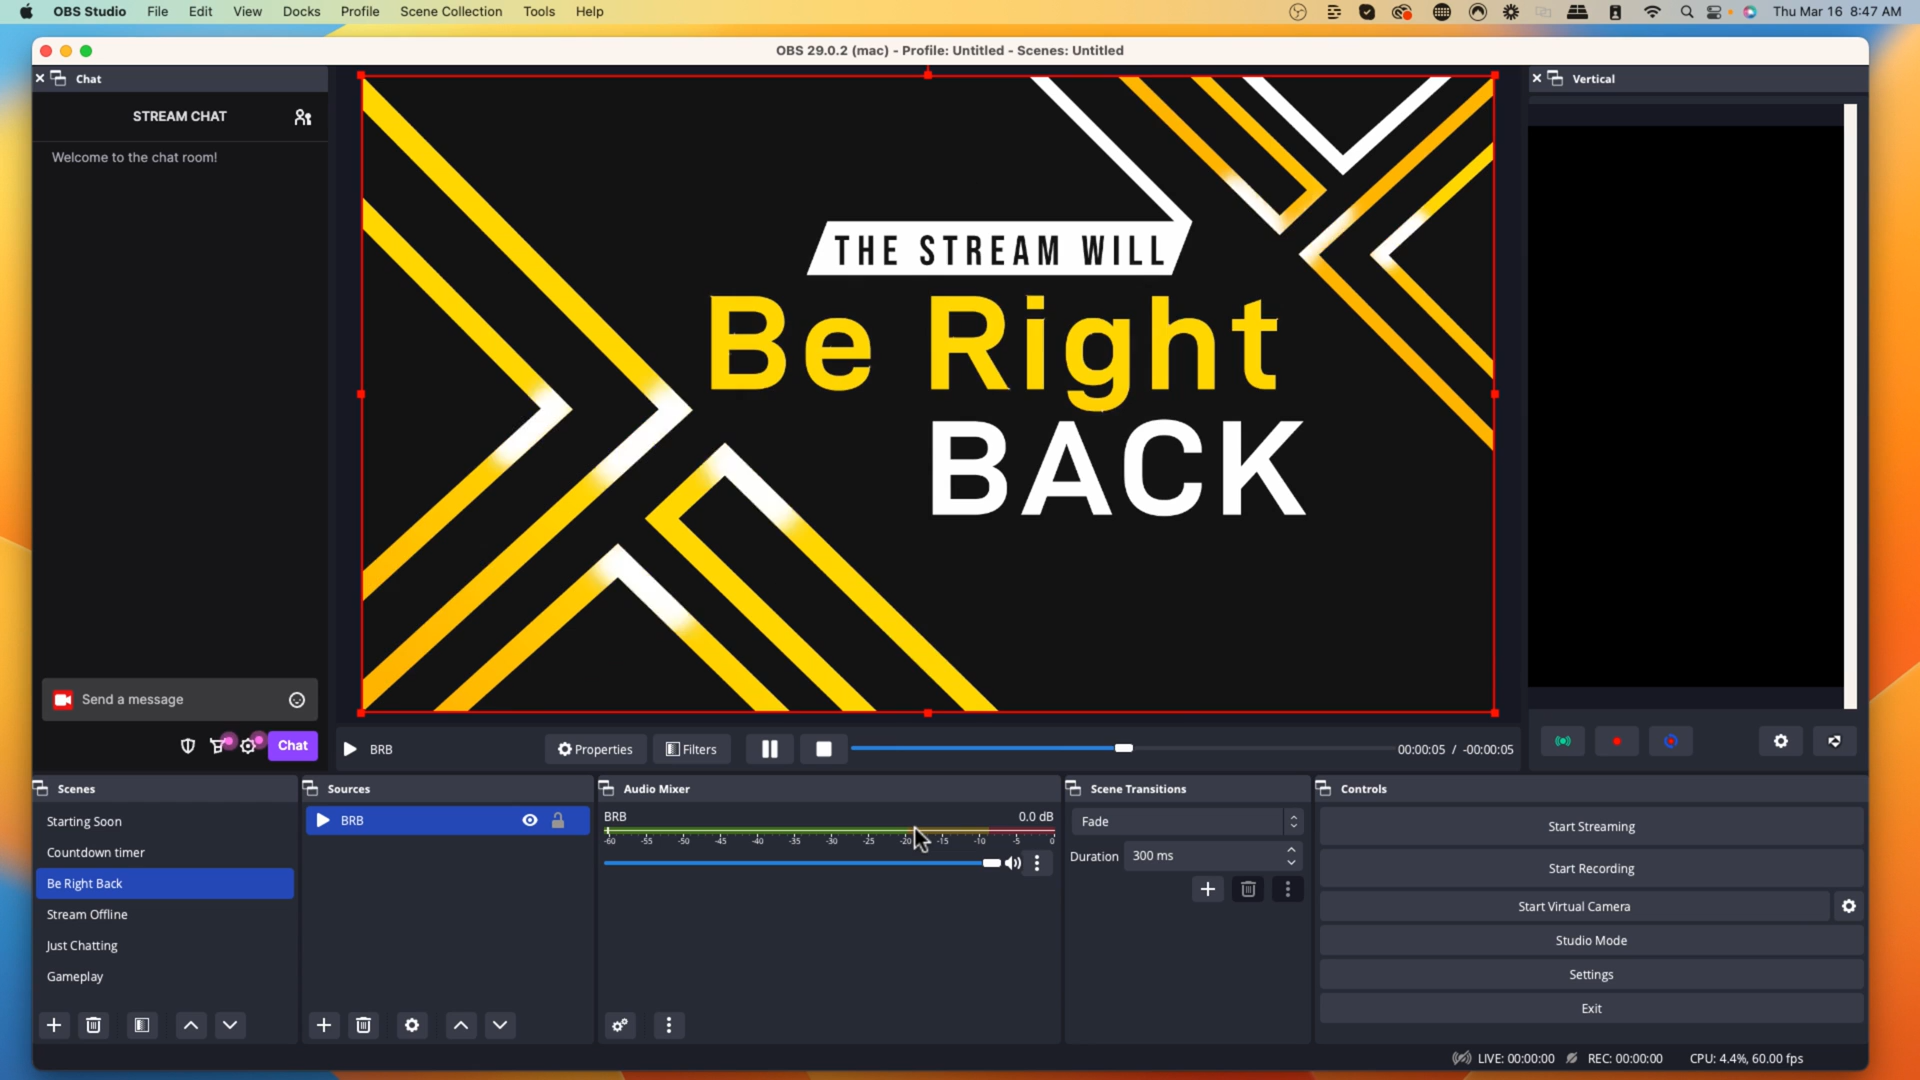 OBS Studio File Edit View Docks Profile Scene Collection Tools Help Thu Mar 16 8:47 AM
OBS 29.0.2 (mac) - Profile: Untitled - Scenes: Untitled
Chat
Vertical
STREAM CHAT
Welcome to the chat room!
THE STREAM WILL
Be Right
BACK
Send a message
Chat
BRB Properties Filters 00:00:05 / -00:00:05
Scenes
Starting Soon
Countdown timer
Be Right Back
Stream Offline
Just Chatting
Gameplay
Sources
BRB
Audio Mixer
BRB 0.0 dB
-60 -55 -50 -45 -40 -35 -30 -25 -20 -15 -10 -5 0
Scene Transitions
Fade
Duration 300 ms
Controls
Start Streaming
Start Recording
Start Virtual Camera
Studio Mode
Settings
Exit
LIVE: 00:00:00 REC: 00:00:00 CPU: 4.4%, 60.00 fps